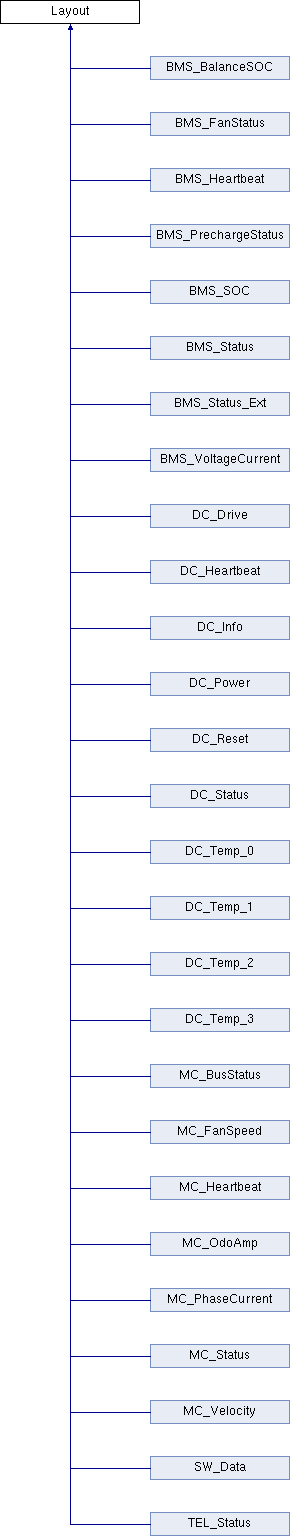 Layout
BMS_BalanceSOC
BMS_FanStatus
BMS_Heartbeat
BMS_PrechargeStatus
BMS_SOC
BMS_Status
BMS_Status_Ext
BMS_VoltageCurrent
DC_Drive
DC_Heartbeat
DC_Info
DC_Power
DC_Reset
DC_Status
DC_Temp_0
DC_Temp_1
DC_Temp_2
DC_Temp_3
MC_BusStatus
MC_FanSpeed
MC_Heartbeat
MC_OdoAmp
MC_PhaseCurrent
MC_Status
MC_Velocity
SW_Data
TEL_Status